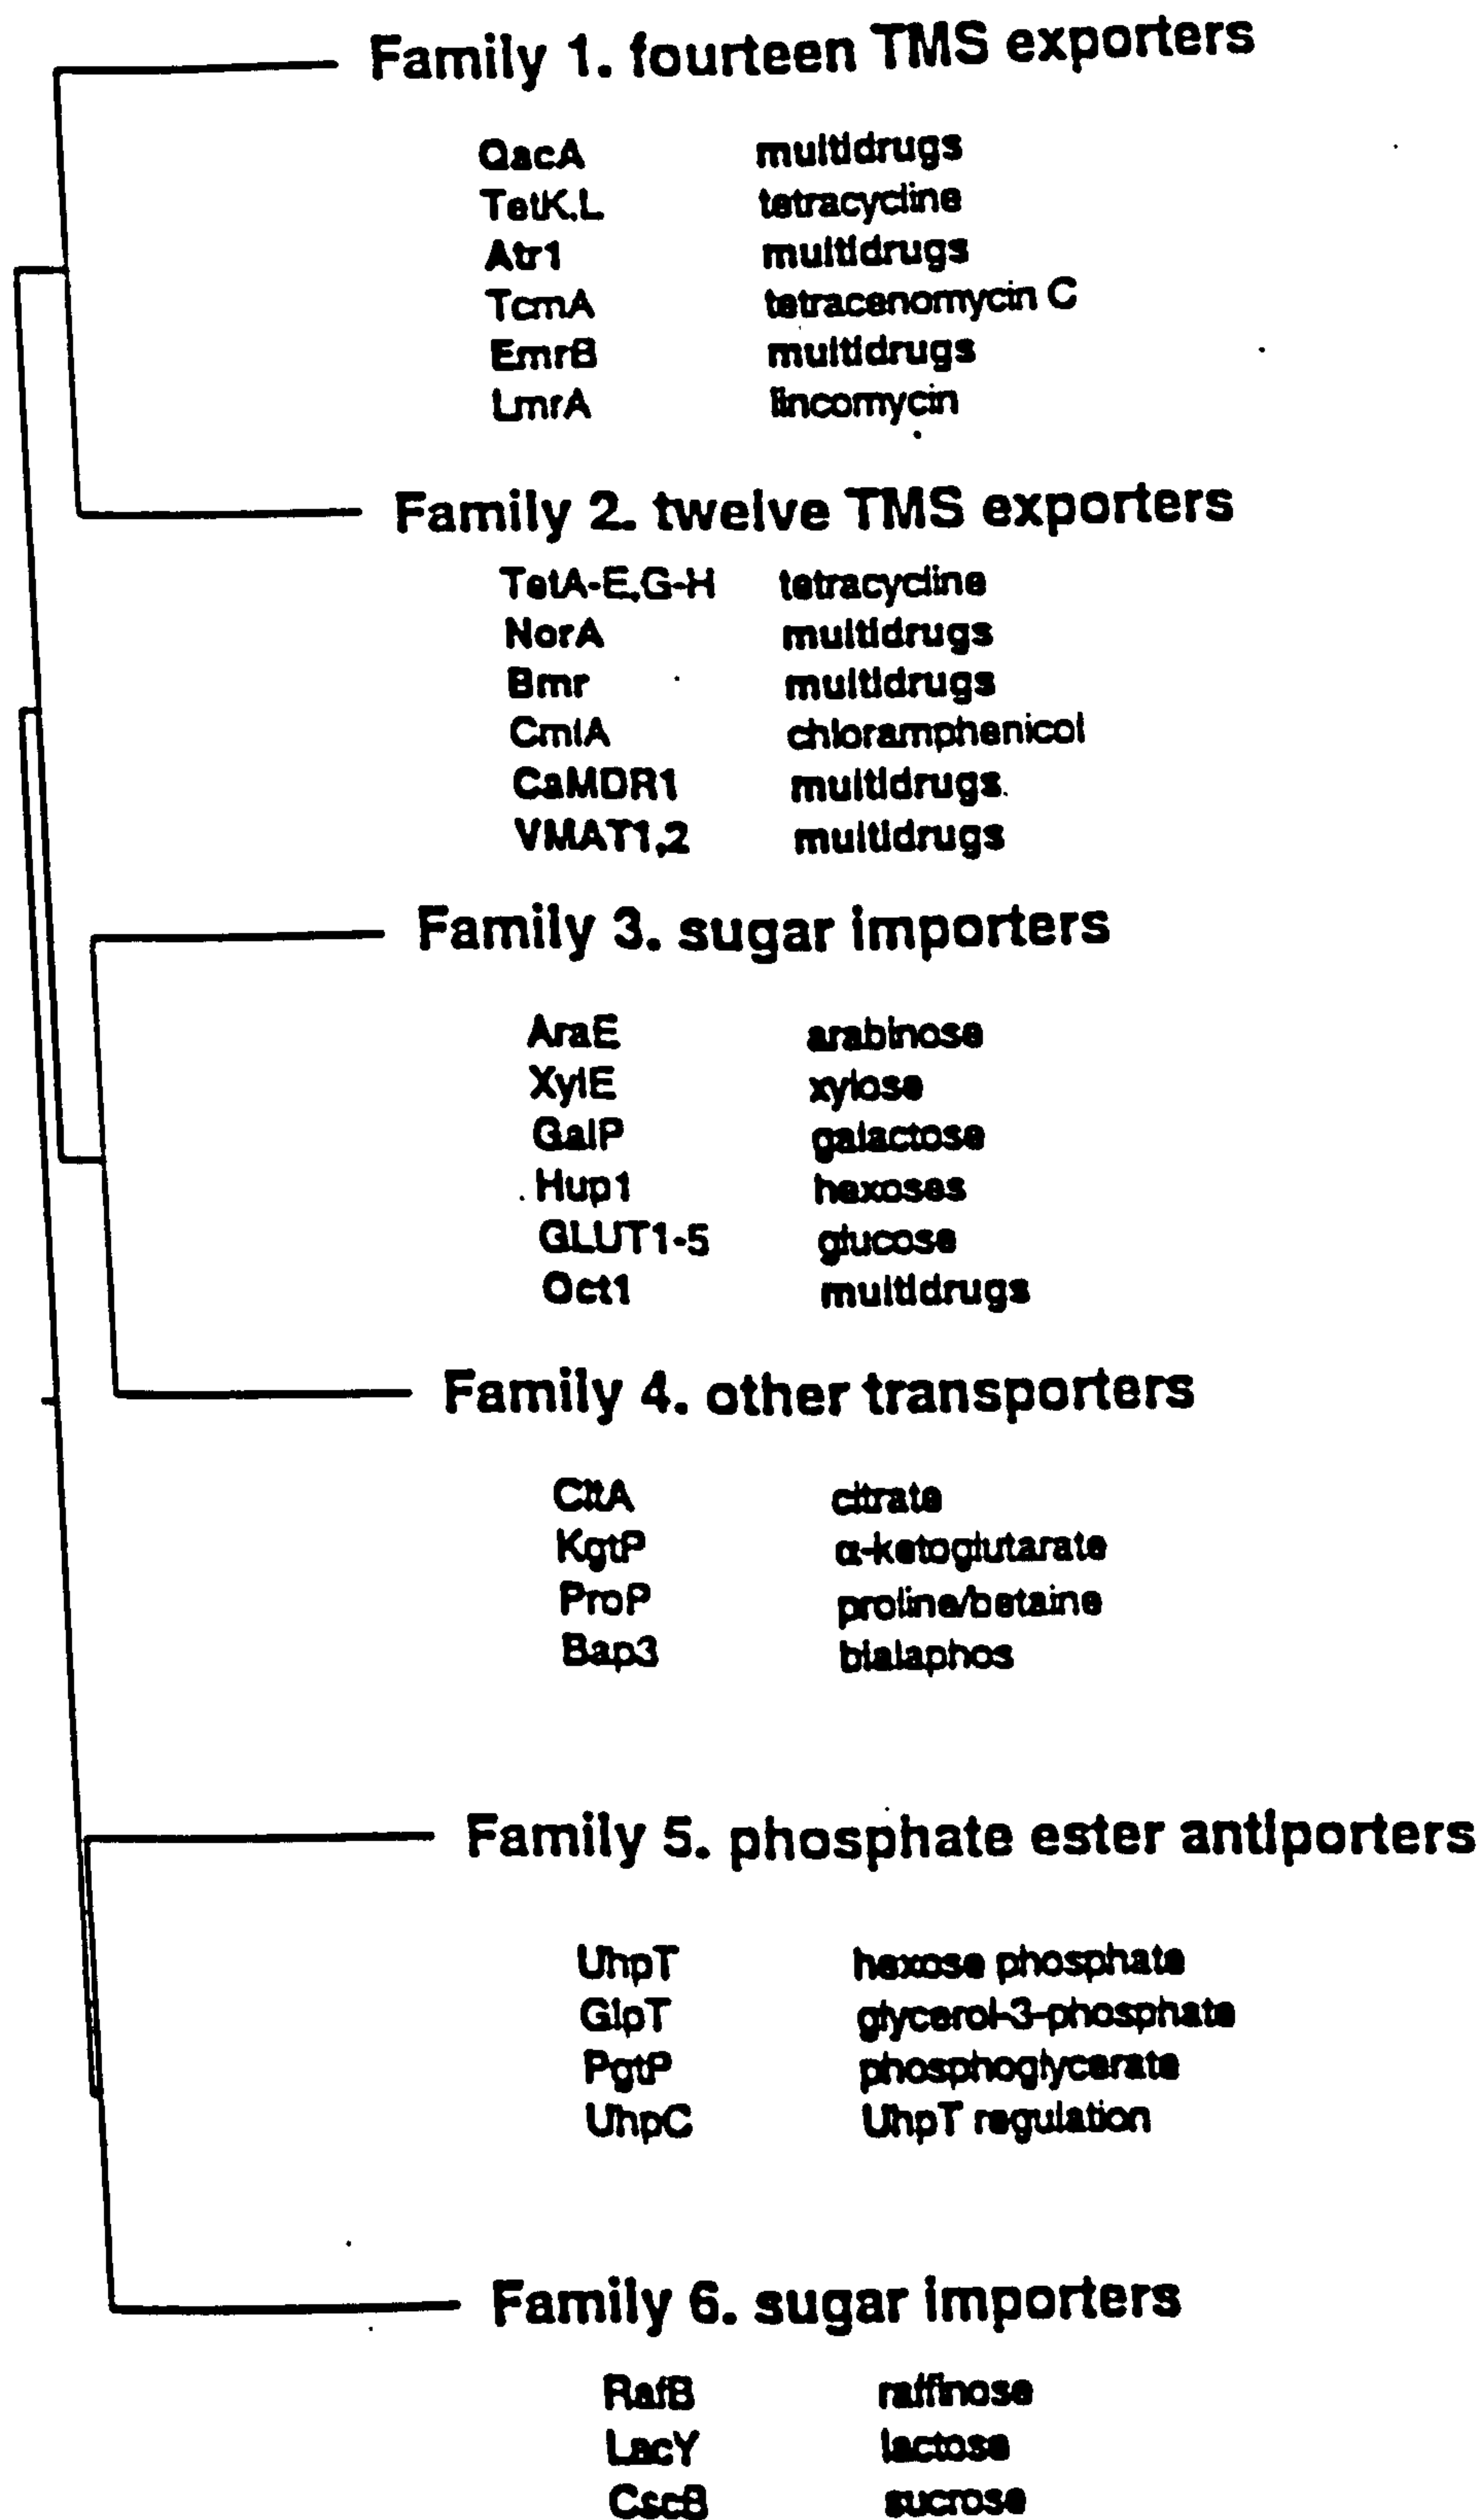 Family 1. fourteen TMS exporters
QacA multidrugs
TetK.L tetracycline
Atr1 multidrugs
TcmA tetracenomycin C
EmrB multidrugs
LmrA lincomycin
Family 2. twelve TMS exporters
TetA-E,G-H tetracycline
NorA multidrugs
Bmr multidrugs
CmlA chloramphenicol
CaMDR1 multidrugs
VMAT1,2 multidrugs
Family 3. sugar importers
AraE arabinose
XylE xylose
GalP galactose
Hup1 hexoses
GLUT1-5 glucose
Oct1 multidrugs
Family 4. other transporters
CitA citrate
KgtP α-ketoglutarate
ProP proline/betaine
Bap3 bialaphos
Family 5. phosphate ester antiporters
UhpT hexose phosphate
GlpT glycerol-3-phosphate
PgtP phosphoglycerate
UhpC UhpT regulation
Family 6. sugar importers
RafB raffinose
LacY lactose
CscB sucrose